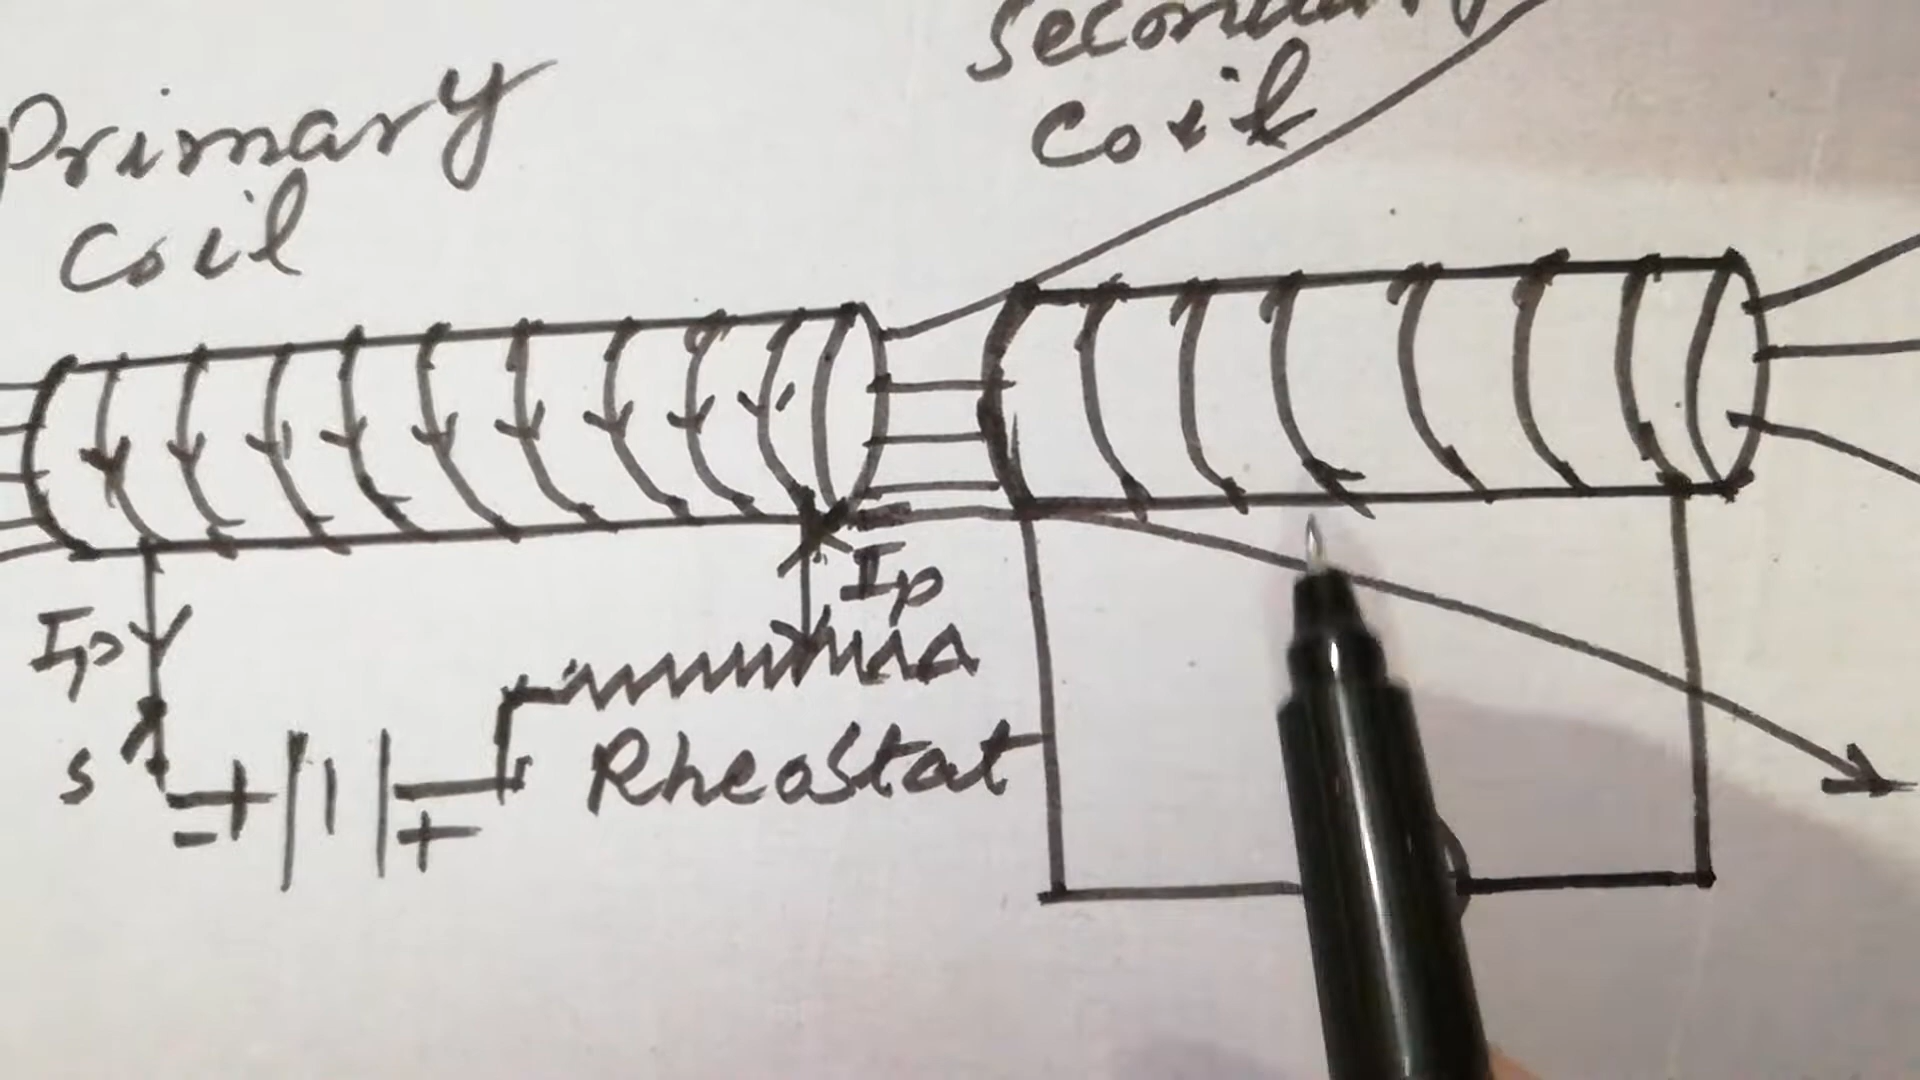 Secondary
Coil
Primary
Coil
Ip
Ip
S
Rheostat
- +